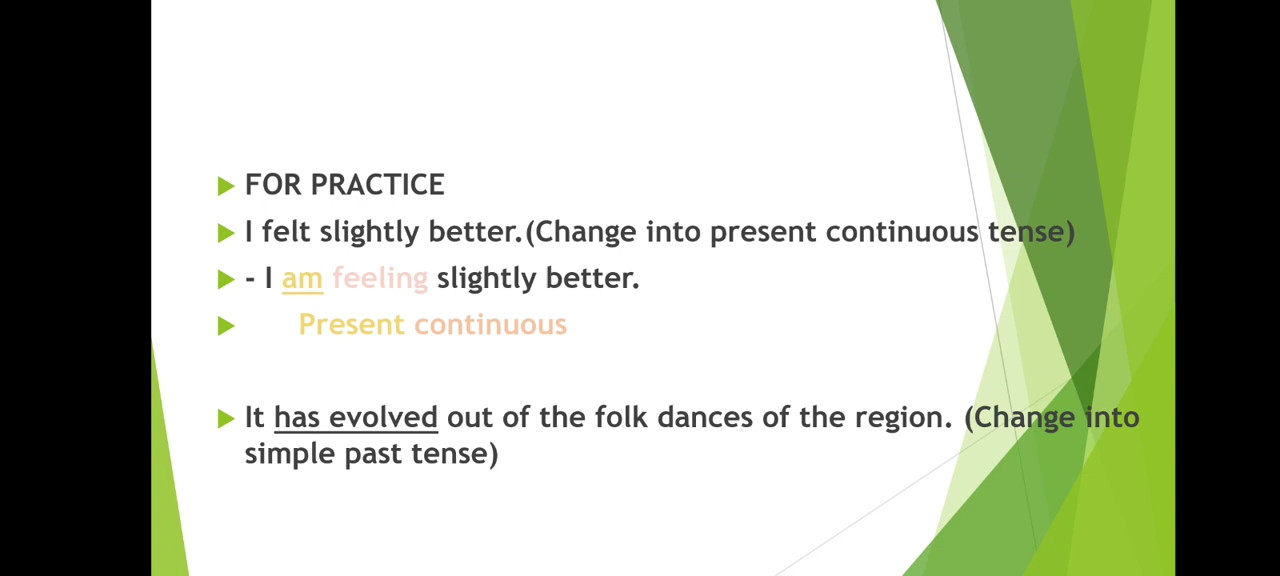 FOR PRACTICE
I felt slightly better.(Change into present continuous tense)
- I am feeling slightly better.
Present continuous
It has evolved out of the folk dances of the region. (Change into
simple past tense)